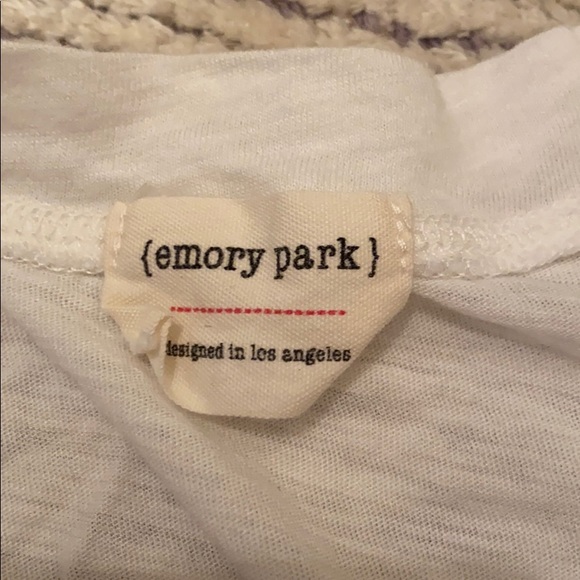 {emory park}
designed in los angeles